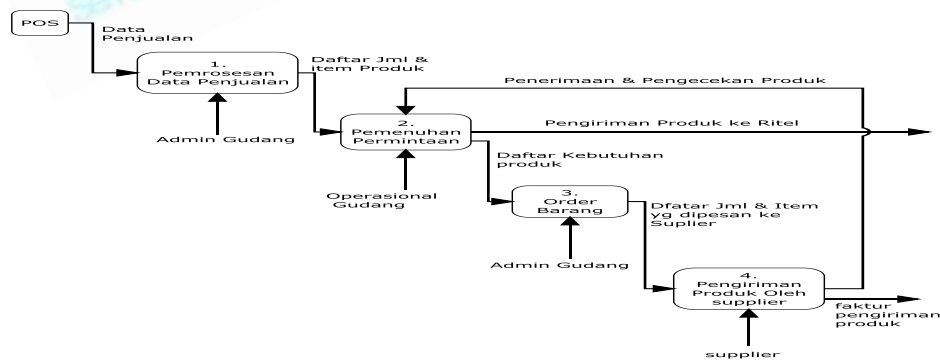 POS
Data
Penjualan
1.
Pemrosesan
Data Penjualan
Daftar Jml &
item Produk
Admin Gudang
Penerimaan & Pengecekan Produk
2.
Pemenuhan
Permintaan
Pengiriman Produk ke Ritel
Operasional
Gudang
Daftar Kebutuhan
produk
3.
Order
Barang
Admin Gudang
Dfatar Jml & Item
yg dipesan ke
Suplier
4.
Pengiriman
Produk Oleh
supplier
faktur
pengiriman
produk
supplier